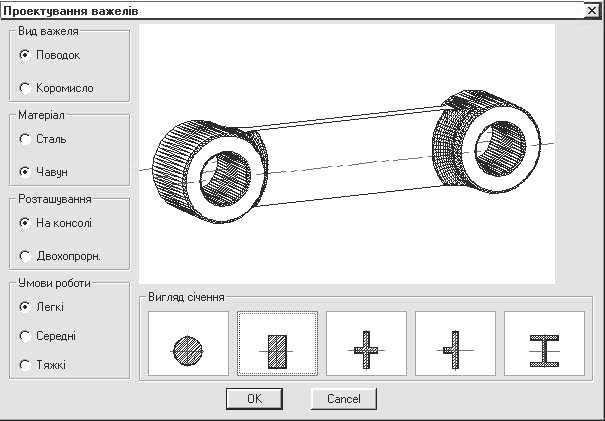 Проектування важелів
Вид важеля
Поводок
Коромисло
Матеріал
Сталь
Чавун
Розташування
На консолі
Двохопрорн.
Умови роботи
Легкі
Середні
Тяжкі
Вигляд січення
OK
Cancel